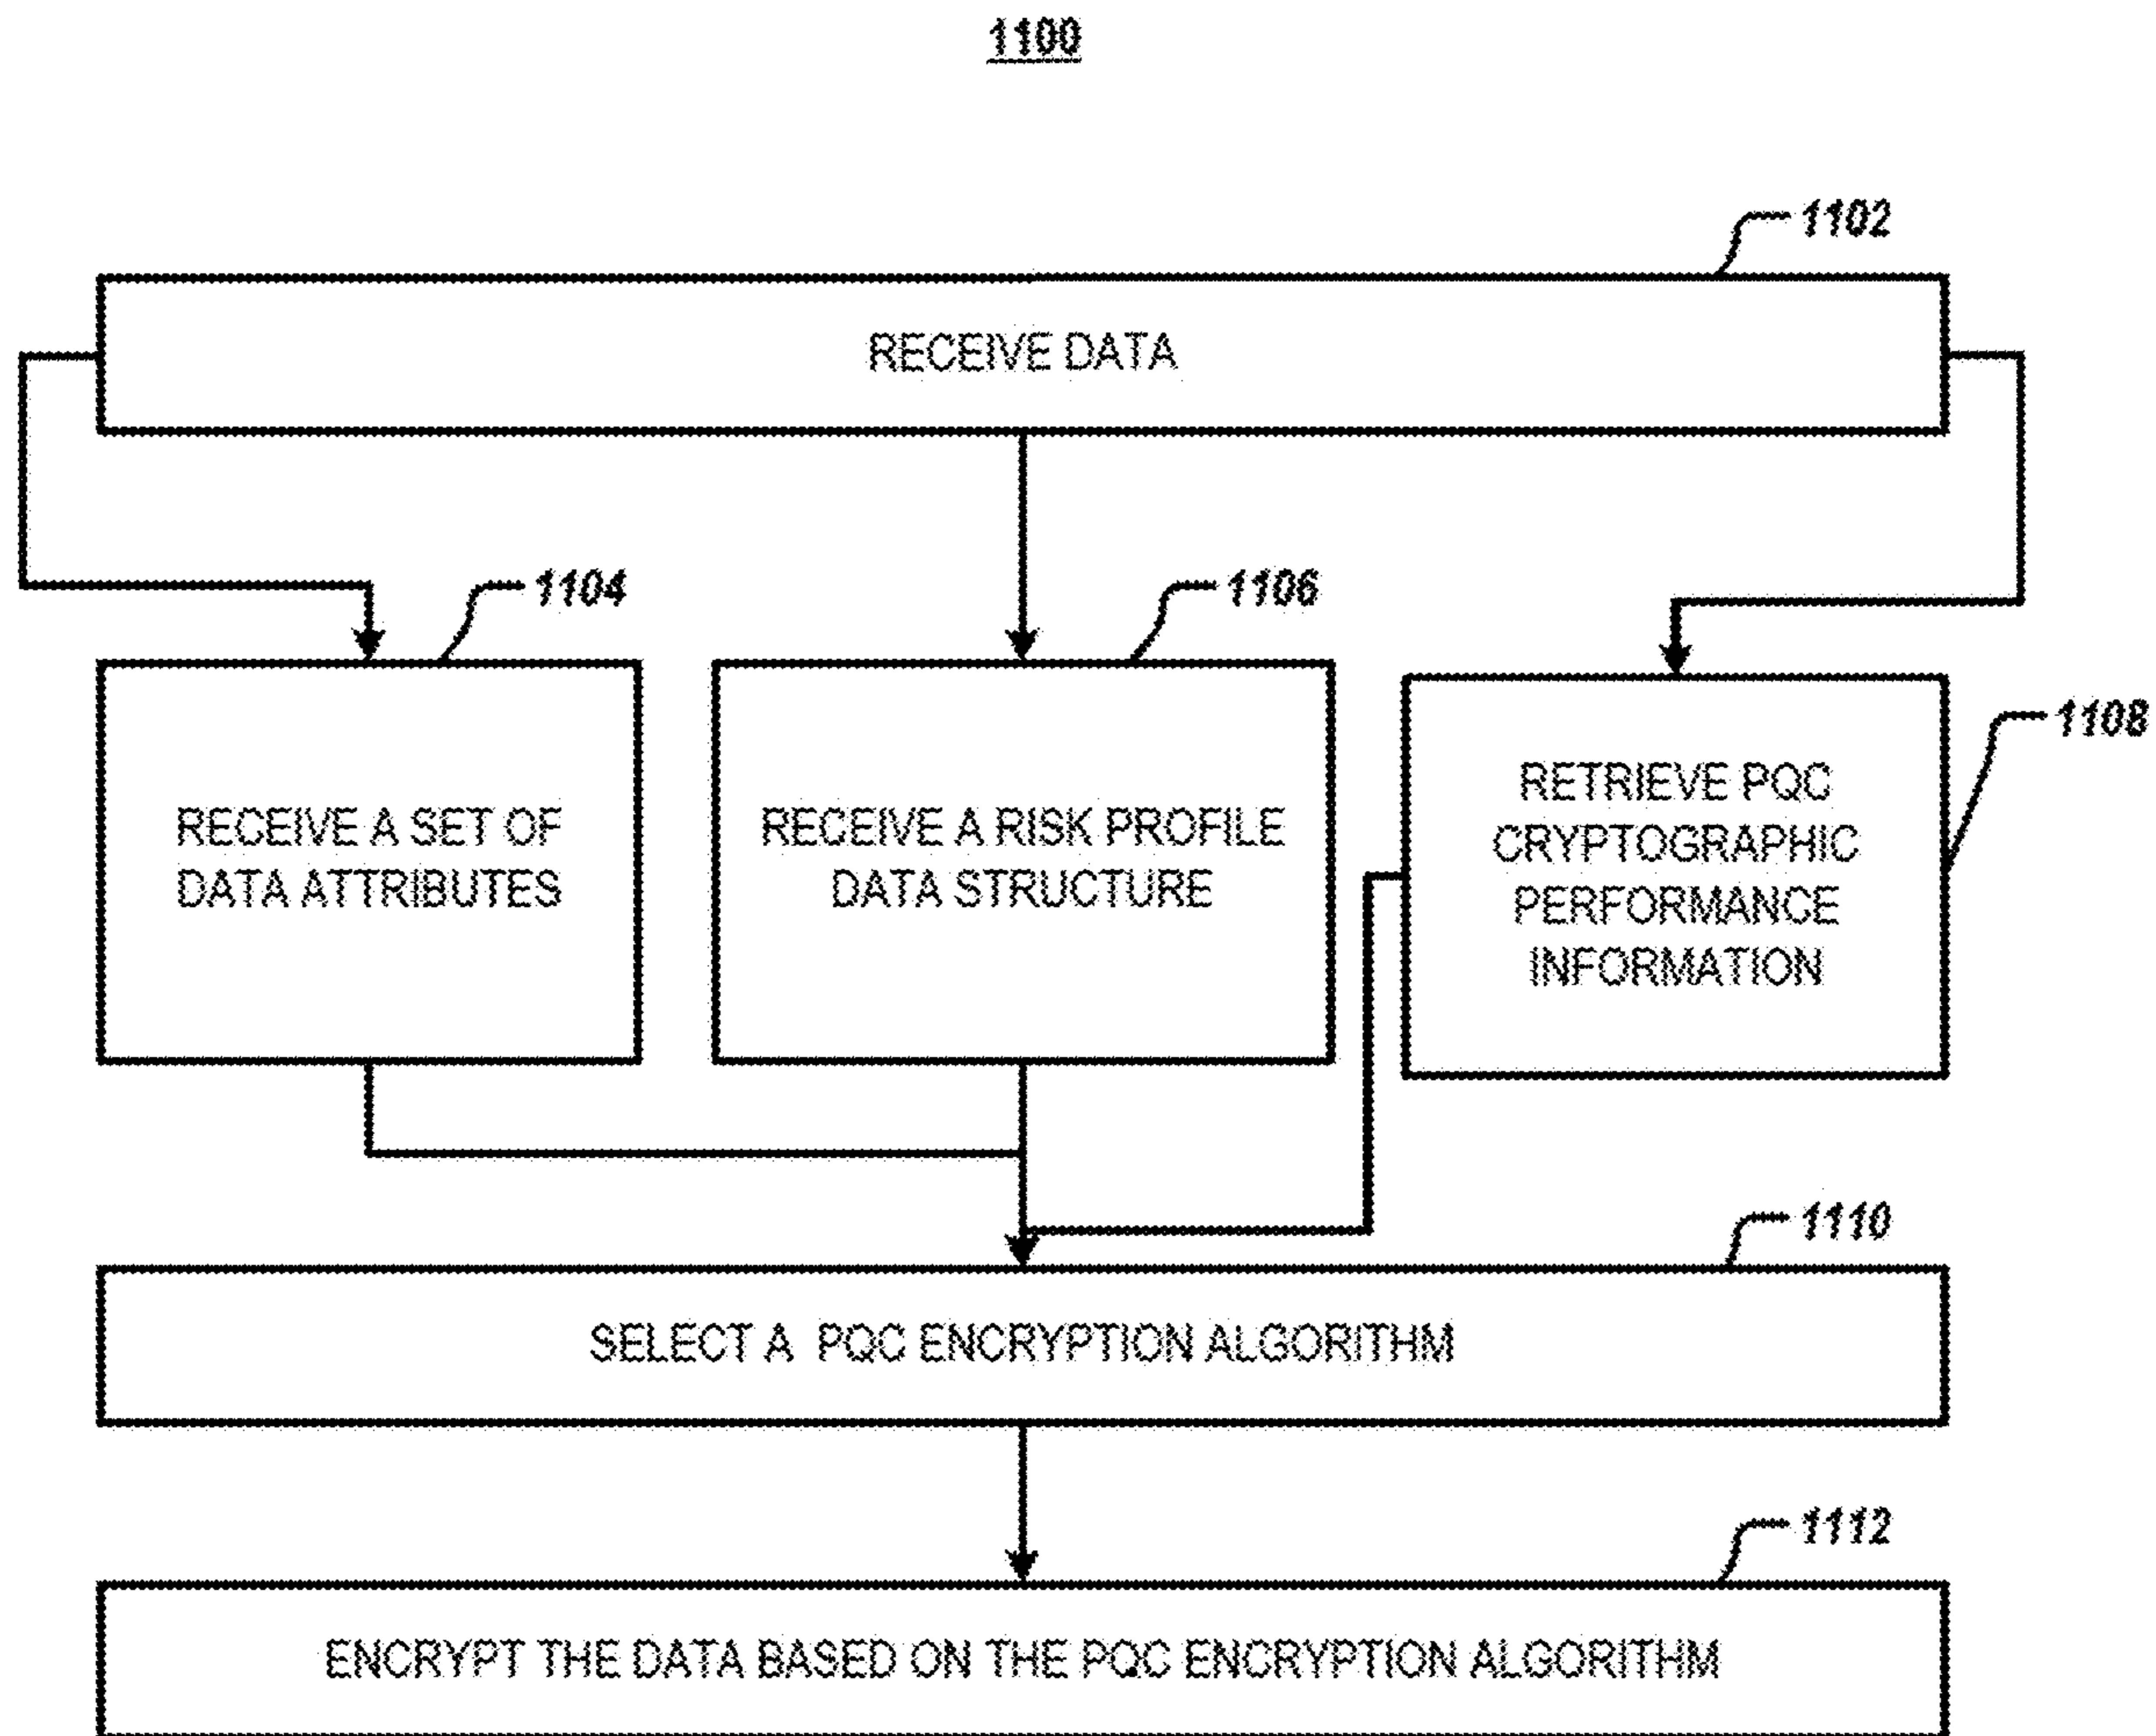 1100
1102
RECEIVE DATA
1104
1106
1108
RECEIVE A SET OF
DATA ATTRIBUTES
RECEIVE A RISK PROFILE
DATA STRUCTURE
RETRIEVE PQC
CRYPTOGRAPHIC
PERFORMANCE
INFORMATION
1110
SELECT A PQC ENCRYPTION ALGORITHM
1112
ENCRYPT THE DATA BASED ON THE PQC ENCRYPTION ALGORITHM